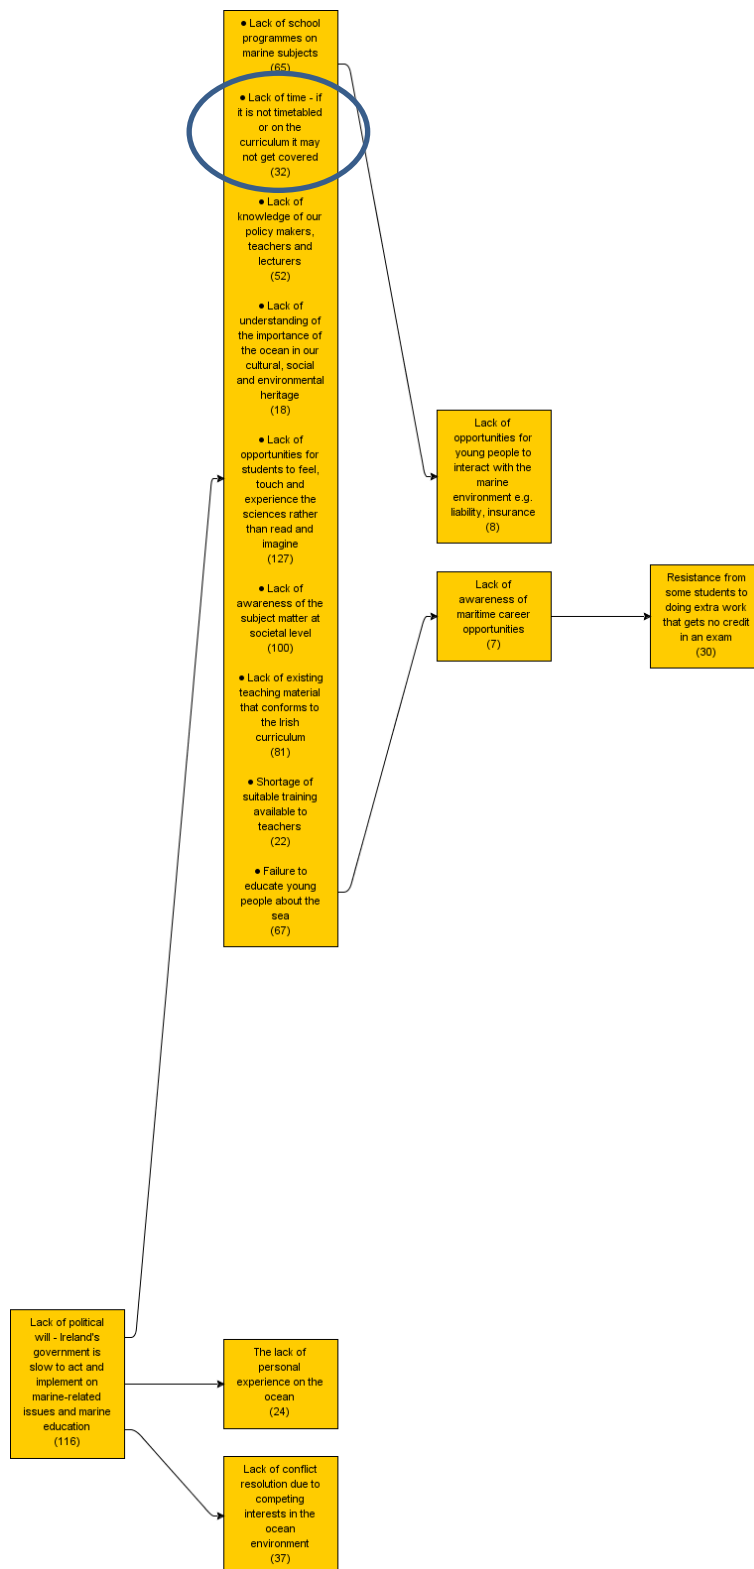 ● Lack of school
programmes on
marine subjects
(65)
● Lack of time - if
it is not timetabled
or on the
curriculum it may
not get covered
(32)
● Lack of
knowledge of our
policy makers,
teachers and
lecturers
(52)
● Lack of
understanding of
the importance of
the ocean in our
cultural, social
and environmental
heritage
(18)
● Lack of
opportunities for
students to feel,
touch and
experience the
sciences rather
than read and
imagine
(127)
● Lack of
awareness of the
subject matter at
societal level
(100)
● Lack of existing
teaching material
that conforms to
the Irish
curriculum
(81)
● Shortage of
suitable training
available to
teachers
(22)
● Failure to
educate young
people about the
sea
(67)
Lack of
opportunities for
young people to
interact with the
marine
environment e.g.
liability, insurance
(8)
Lack of
awareness of
maritime career
opportunities
(7)
Resistance from
some students to
doing extra work
that gets no credit
in an exam
(30)
Lack of political
will - Ireland's
government is
slow to act and
implement on
marine-related
issues and marine
education
(116)
The lack of
personal
experience on the
ocean
(24)
Lack of conflict
resolution due to
competing
interests in the
ocean
environment
(37)